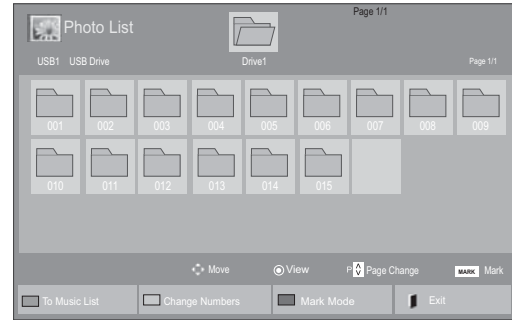 Page 1/1
Photo List
USB1 USB Drive Drive1 Page 1/1
001 002 003 004 005 006 007 008 009
010 011 012 013 014 015
Move View P Page Change MARK Mark
To Music List Change Numbers Mark Mode Exit